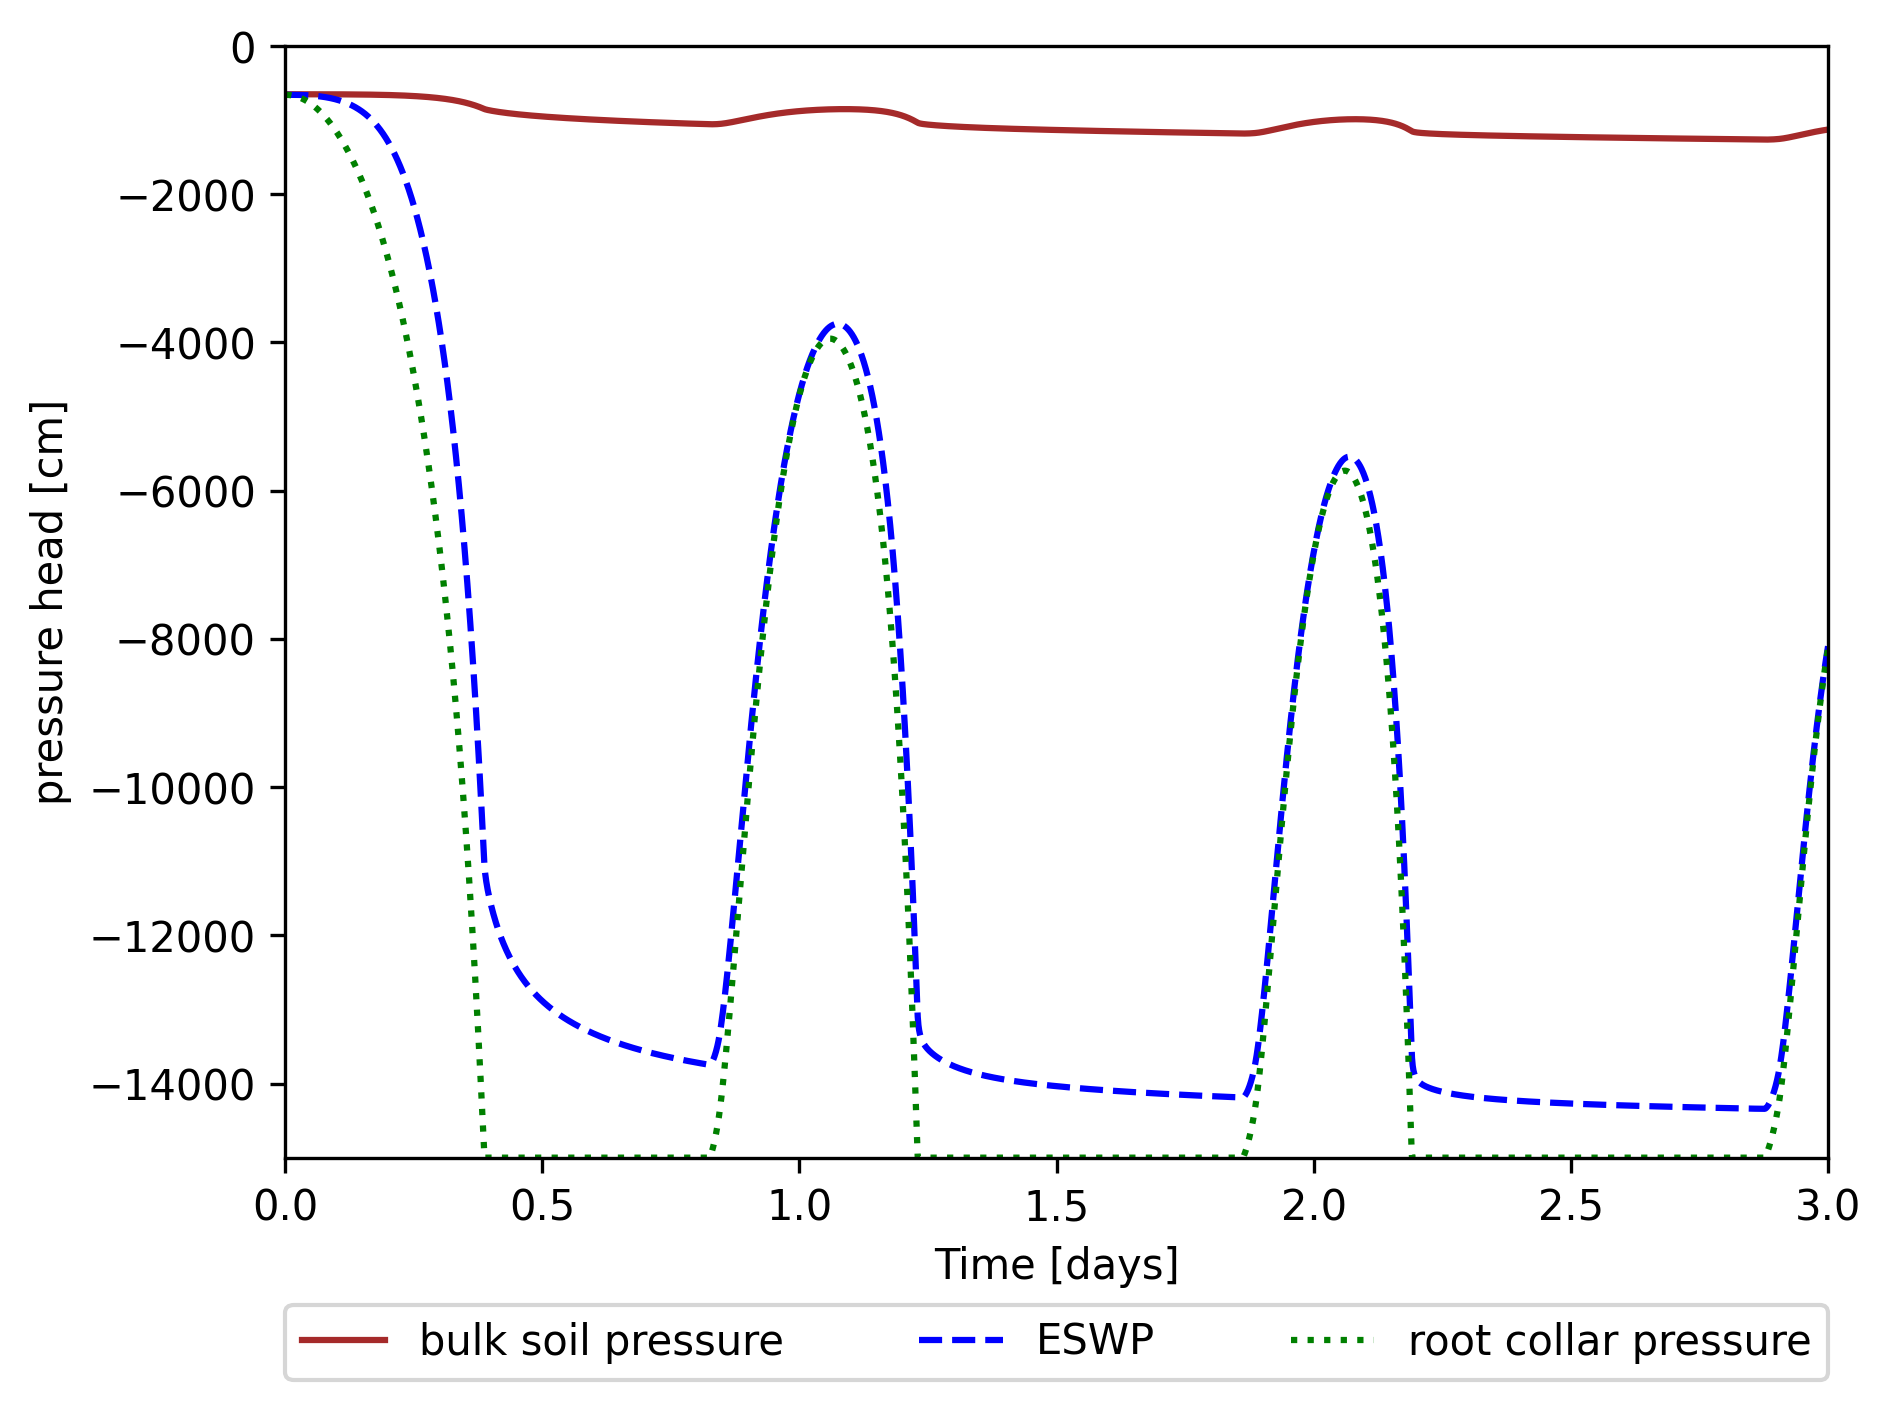 0
−2000
−4000
−6000
−8000
−10000
−12000
−14000
pressure head [cm]
0.0 0.5 1.0 1.5 2.0 2.5 3.0
Time [days]
bulk soil pressure ESWP root collar pressure